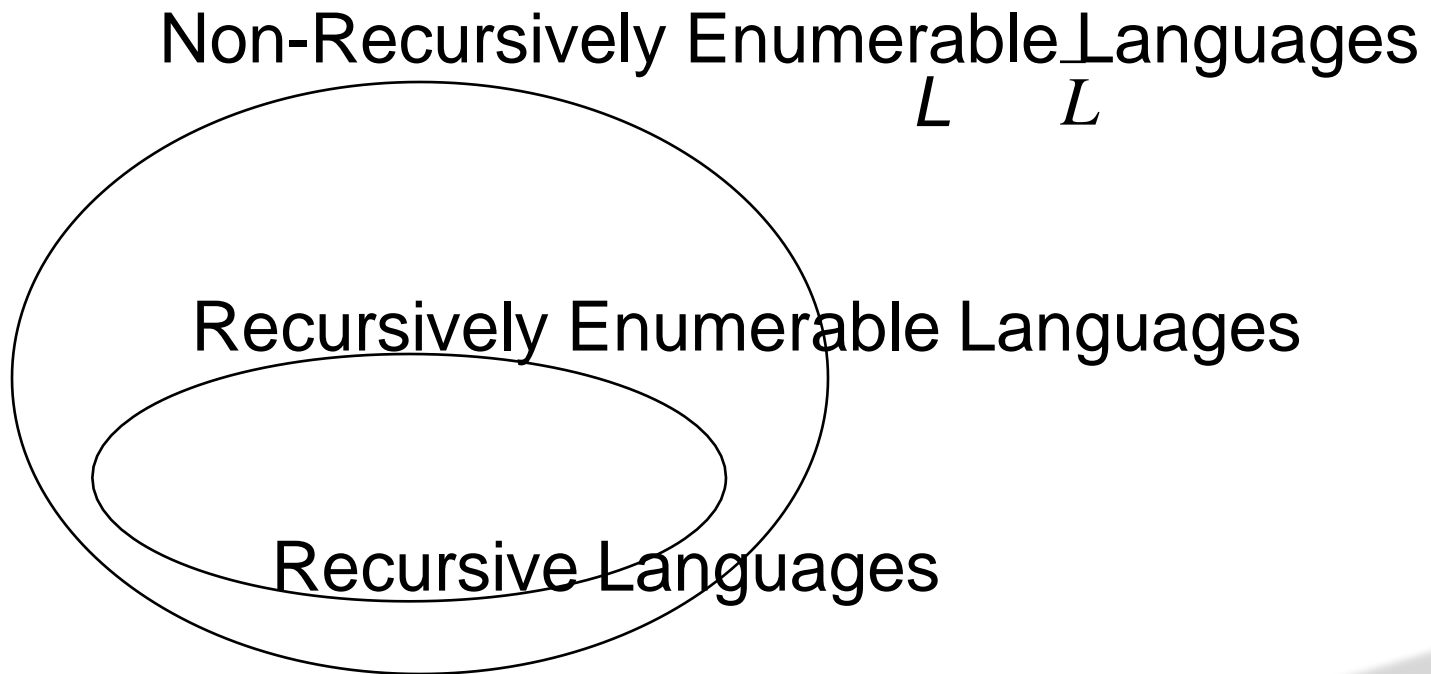 Non-Recursively Enumerable Languages
L L̅
Recursively Enumerable Languages
Recursive Languages